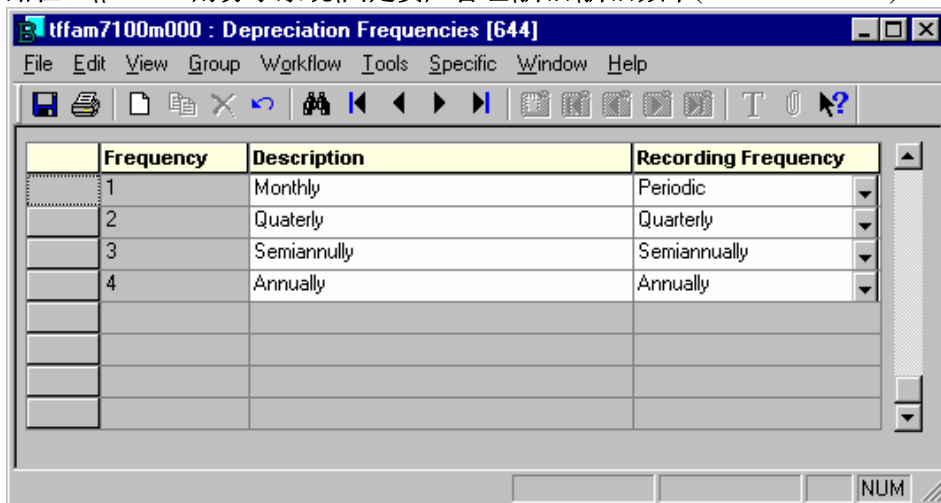 tffam7100m000 : Depreciation Frequencies [644]
File Edit View Group Workflow Tools Specific Window Help
Frequency Description Recording Frequency
1 Monthly Periodic
2 Quaterly Quarterly
3 Semiannully Semiannually
4 Annually Annually
NUM